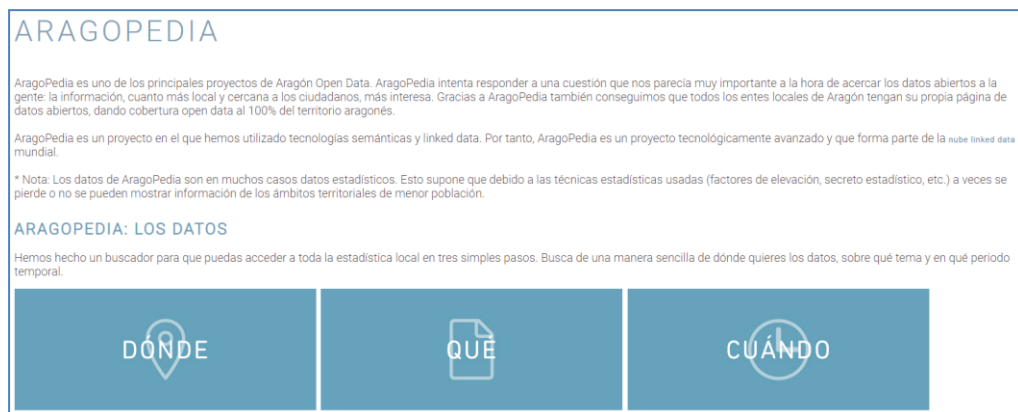 ARAGOPEDIA
AragoPedia es uno de los principales proyectos de Aragón Open Data. AragoPedia intenta responder a una cuestión que nos parecía muy importante a la hora de acercar los datos abiertos a la
gente: la información, cuanto más local y cercana a los ciudadanos, más interesa. Gracias a AragoPedia también conseguimos que todos los entes locales de Aragón tengan su propia página de
datos abiertos, dando cobertura open data al 100% del territorio aragonés.
AragoPedia es un proyecto en el que hemos utilizado tecnologías semánticas y linked data. Por tanto, AragoPedia es un proyecto tecnológicamente avanzado y que forma parte de la nube linked data
mundial.
* Nota: Los datos de AragoPedia son en muchos casos datos estadísticos. Esto supone que debido a las técnicas estadísticas usadas (factores de elevación, secreto estadístico, etc.) a veces se
pierde o no se pueden mostrar información de los ámbitos territoriales de menor población.
ARAGOPEDIA: LOS DATOS
Hemos hecho un buscador para que puedas acceder a toda la estadística local en tres simples pasos. Busca de una manera sencilla de dónde quieres los datos, sobre qué tema y en qué periodo
temporal.
DÓNDE QUÉ CUÁNDO